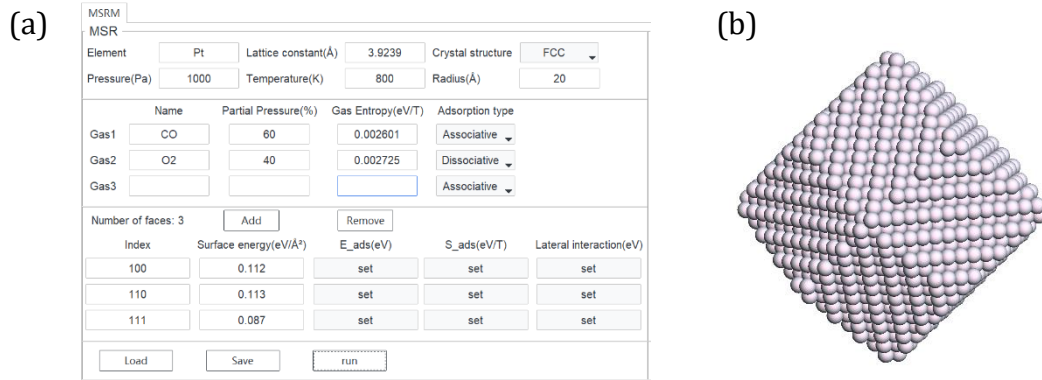 (a)
MSRM
MSR
Element Pt Lattice constant(Å) 3.9239 Crystal structure FCC
Pressure(Pa) 1000 Temperature(K) 800 Radius(Å) 20
Name Partial Pressure(%) Gas Entropy(eV/T) Adsorption type
Gas1 CO 60 0.002601 Associative
Gas2 O2 40 0.002725 Dissociative
Gas3 Associative
Number of faces: 3 Add Remove
Index Surface energy(eV/Å²) E_ads(eV) S_ads(eV/T) Lateral interaction(eV)
100 0.112 set set set
110 0.113 set set set
111 0.087 set set set
Load Save run
(b)